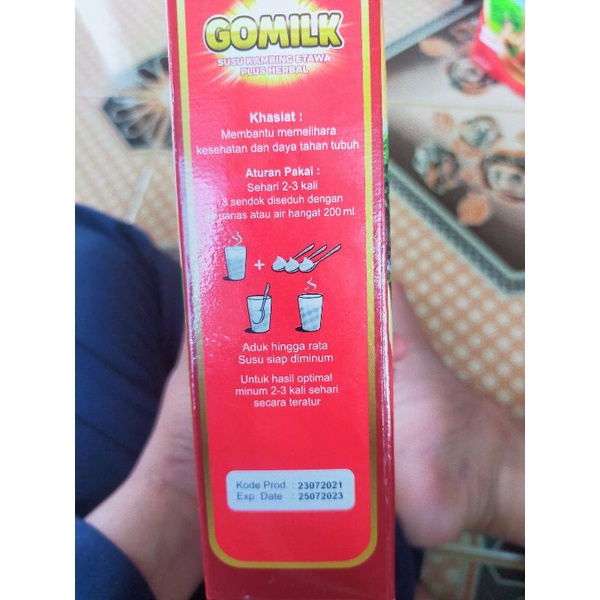 GOMILK
SUSU KAMBING ETAWA
PLUS HERBAL
Khasiat :
Membantu memelihara
kesehatan dan daya tahan tubuh
Aturan Pakai :
Sehari 2-3 kali
3 sendok diseduh dengan
panas atau air hangat 200 ml.
+
Aduk hingga rata
Susu siap diminum
Untuk hasil optimal
minum 2-3 kali sehari
secara teratur
Kode Prod. : 23072021
Exp. Date : 25072023